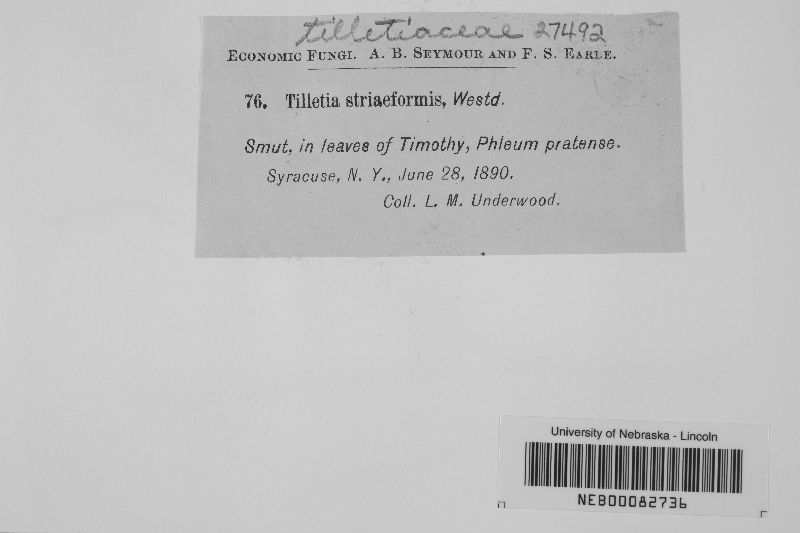 tilletiaceae 27492
Economic Fungi. A. B. Seymour and F. S. Earle.
76. Tilletia striaeformis, Westd.
Smut, in leaves of Timothy, Phleum pratense.
Syracuse, N. Y., June 28, 1890.
Coll. L. M. Underwood.
University of Nebraska - Lincoln
NEB00082736